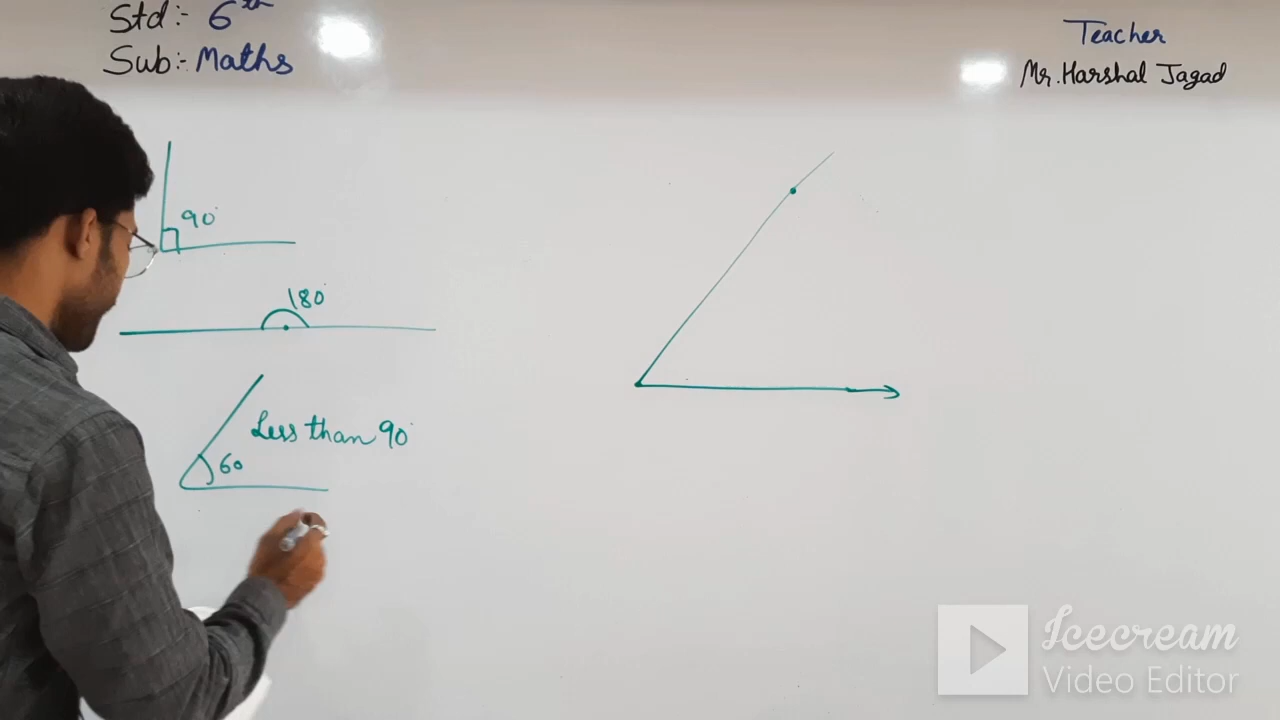 Std:- 6th
Sub:- Maths
Teacher
Mr. Harshal Jagad
90°
180°
Less than 90°
60
Icecream
Video Editor